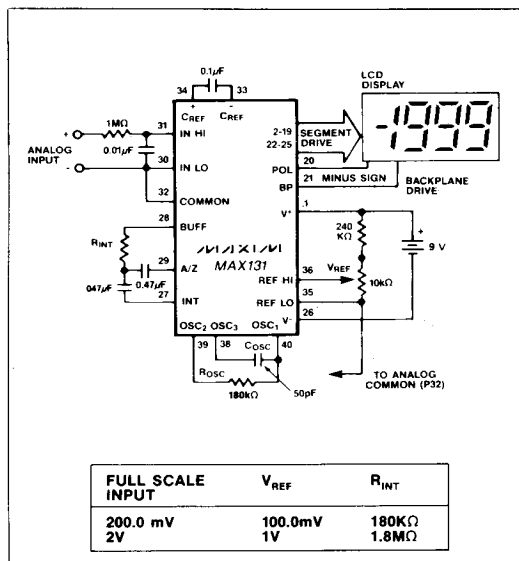 0.1µF
34
33
+
-
CREF
CREF
LCD
DISPLAY
-1999
1MΩ
31
IN HI
+
ANALOG
INPUT
0.01µF
-
30
IN LO
32
COMMON
28
BUFF
RINT
29
A/Z
0.47µF
047µF
27
INT
MAXIM
MAX131
2-19
22-25
SEGMENT
DRIVE
20
POL
MINUS SIGN
21
BP
BACKPLANE
DRIVE
V+
.1
240
KΩ
+
9 V
36
VREF
REF HI
10kΩ
35
REF LO
26
V-
OSC2 OSC3 OSC1
39
38
40
COSC
ROSC
50pF
180kΩ
TO ANALOG
COMMON (P32)
FULL SCALE
INPUT
VREF
RINT
200.0 mV 100.0mV 180KΩ
2V 1V 1.8MΩ